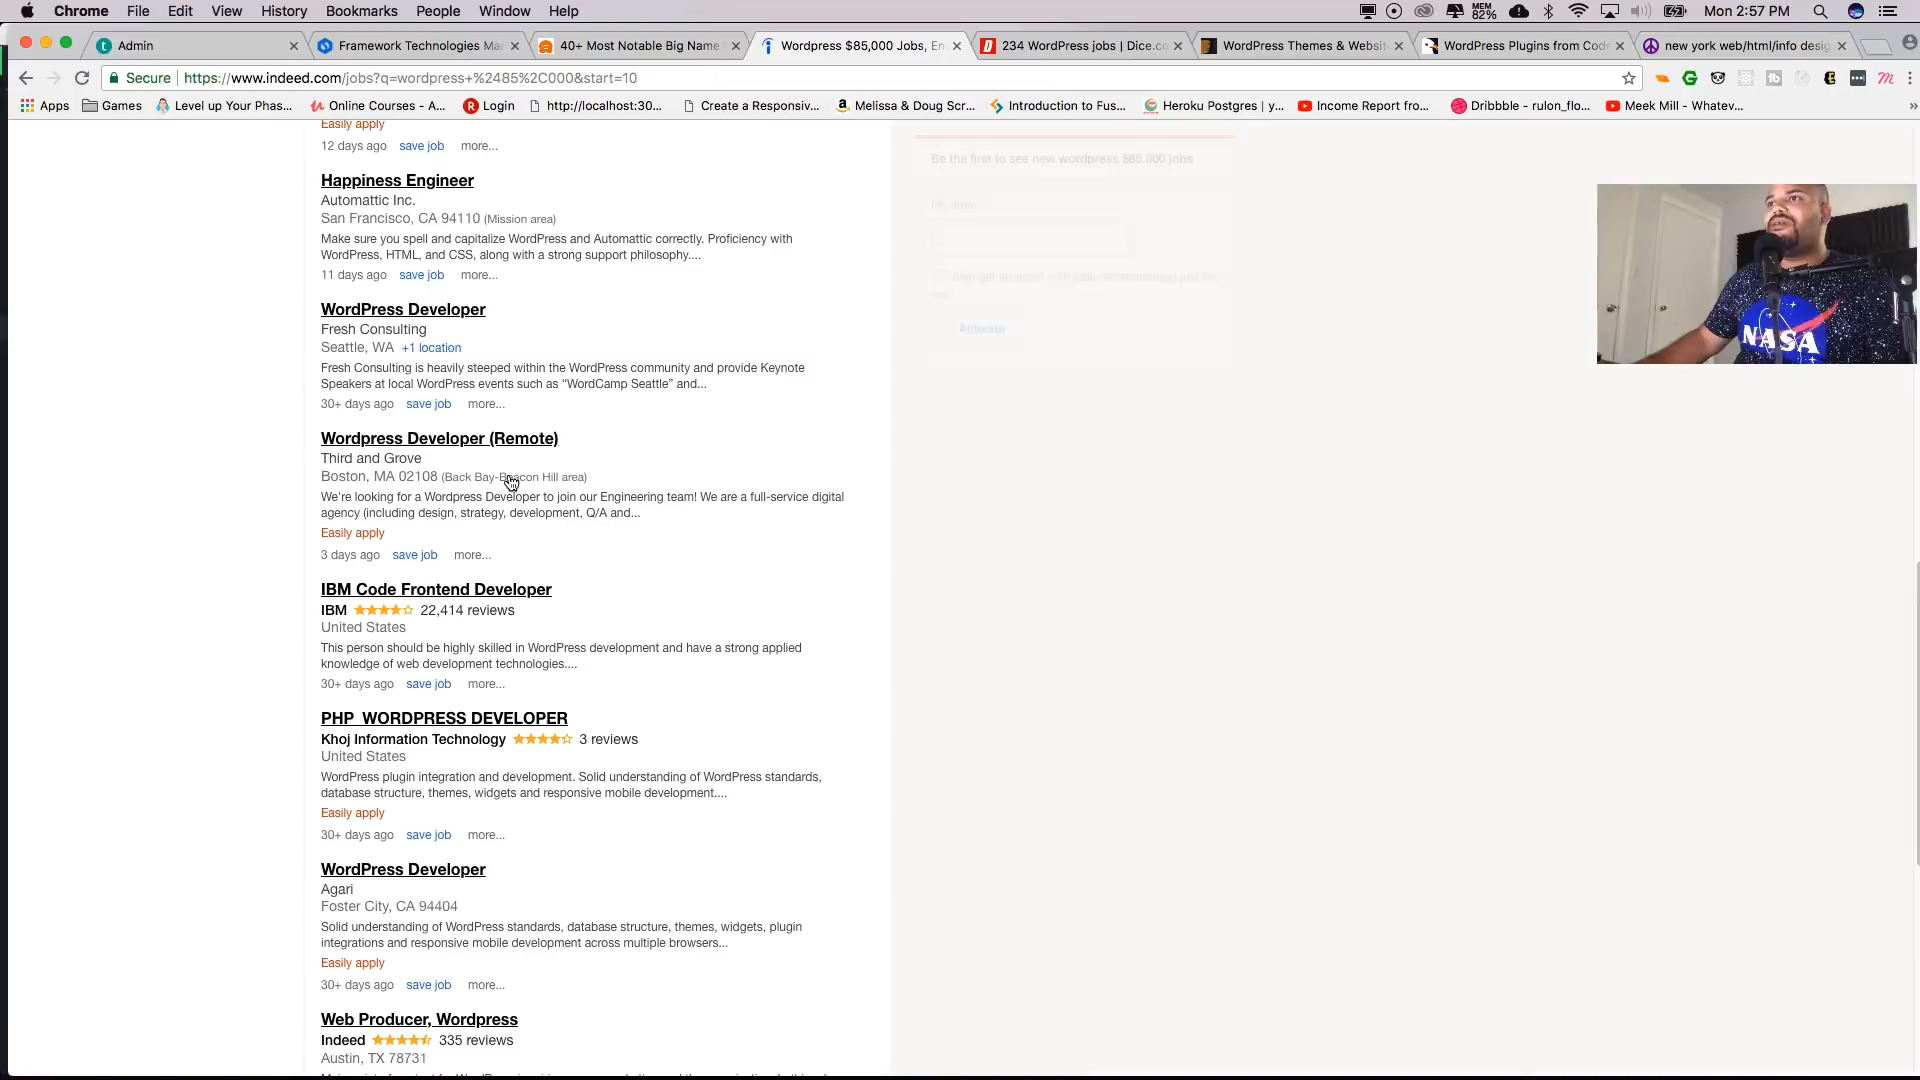 Chrome File Edit View History Bookmarks People Window Help MEM 82% Mon 2:57 PM
Admin Framework Technologies Ma 40+ Most Notable Big Name Wordpress $85,000 Jobs, En 234 WordPress jobs | Dice.co WordPress Themes & Websit WordPress Plugins from Cod new york web/html/info desig
Secure https://www.indeed.com/jobs?q=wordpress+%2485%2C000&start=10
Apps Games Level up Your Phas... Online Courses - A... Login http://localhost:30... Create a Responsiv... Melissa & Doug Scr... Introduction to Fus... Heroku Postgres | y... Income Report fro... Dribbble - rulon_flo... Meek Mill - Whatev... »
Easily apply
12 days ago save job more...
Be the first to see new wordpress $85,000 jobs
Happiness Engineer
Automattic Inc.
San Francisco, CA 94110 (Mission area)
Make sure you spell and capitalize WordPress and Automattic correctly. Proficiency with
WordPress, HTML, and CSS, along with a strong support philosophy....
11 days ago save job more...
WordPress Developer
Fresh Consulting
Seattle, WA +1 location
Fresh Consulting is heavily steeped within the WordPress community and provide Keynote
Speakers at local WordPress events such as “WordCamp Seattle” and...
30+ days ago save job more...
Activate
NASA
Wordpress Developer (Remote)
Third and Grove
Boston, MA 02108 (Back Bay-Beacon Hill area)
We're looking for a Wordpress Developer to join our Engineering team! We are a full-service digital
agency (including design, strategy, development, Q/A and...
Easily apply
3 days ago save job more...
IBM Code Frontend Developer
IBM 22,414 reviews
United States
This person should be highly skilled in WordPress development and have a strong applied
knowledge of web development technologies....
30+ days ago save job more...
PHP WORDPRESS DEVELOPER
Khoj Information Technology 3 reviews
United States
WordPress plugin integration and development. Solid understanding of WordPress standards,
database structure, themes, widgets and responsive mobile development....
Easily apply
30+ days ago save job more...
WordPress Developer
Agari
Foster City, CA 94404
Solid understanding of WordPress standards, database structure, themes, widgets, plugin
integrations and responsive mobile development across multiple browsers...
Easily apply
30+ days ago save job more...
Web Producer, Wordpress
Indeed 335 reviews
Austin, TX 78731